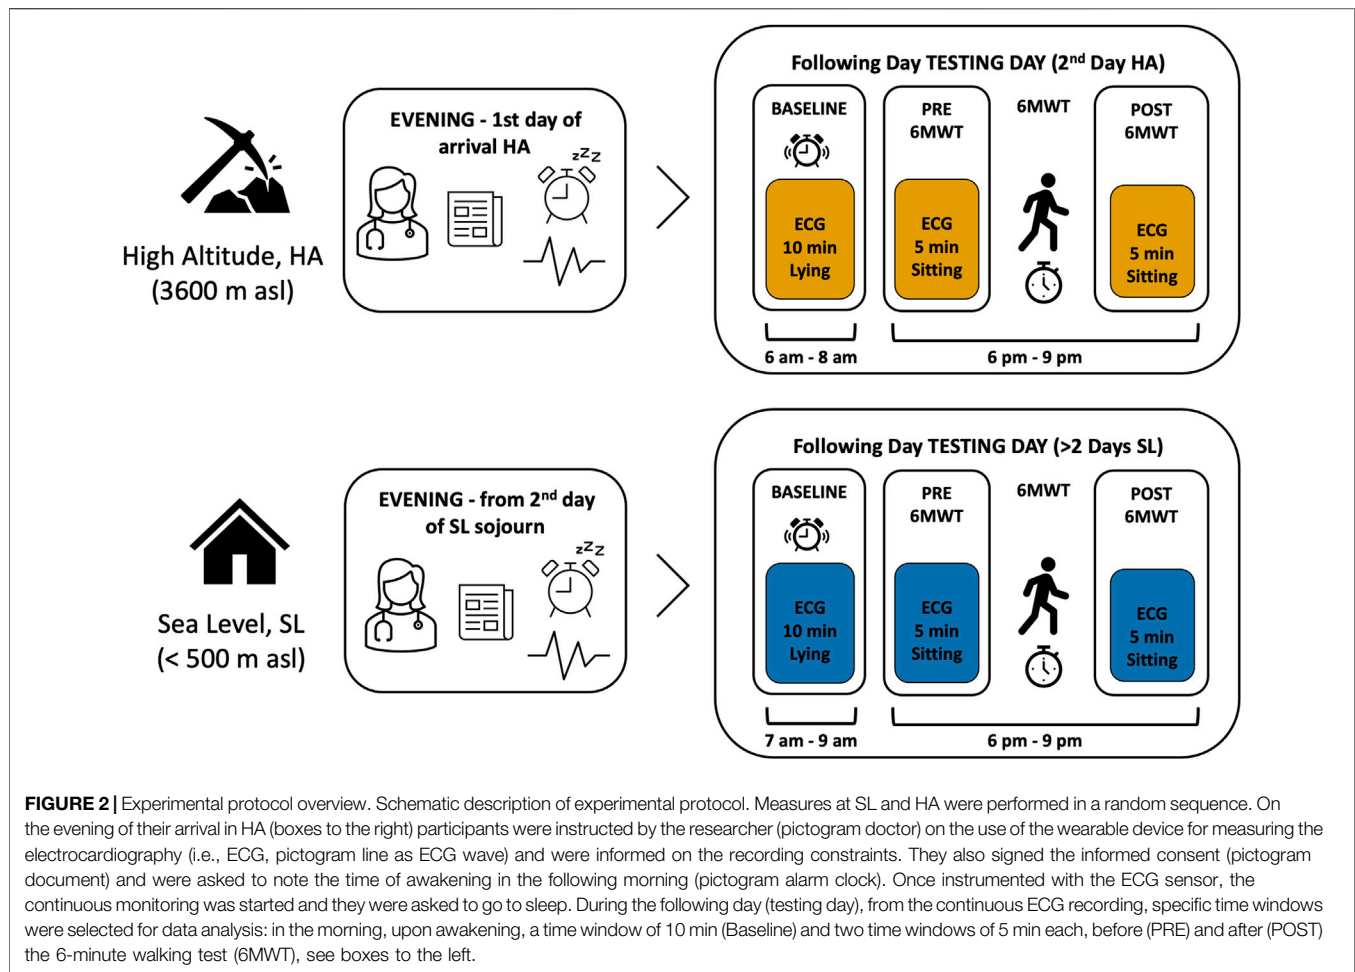 High Altitude, HA
(3600 m asl)
EVENING - 1st day of
arrival HA
zZZ
Following Day TESTING DAY (2nd Day HA)
BASELINE
ECG
10 min
Lying
PRE
6MWT
ECG
5 min
Sitting
6MWT
POST
6MWT
ECG
5 min
Sitting
6 am - 8 am
6 pm - 9 pm
Sea Level, SL
(< 500 m asl)
EVENING - from 2nd day
of SL sojourn
zZZ
Following Day TESTING DAY (>2 Days SL)
BASELINE
ECG
10 min
Lying
PRE
6MWT
ECG
5 min
Sitting
6MWT
POST
6MWT
ECG
5 min
Sitting
7 am - 9 am
6 pm - 9 pm
FIGURE 2 | Experimental protocol overview. Schematic description of experimental protocol. Measures at SL and HA were performed in a random sequence. On
the evening of their arrival in HA (boxes to the right) participants were instructed by the researcher (pictogram doctor) on the use of the wearable device for measuring the
electrocardiography (i.e., ECG, pictogram line as ECG wave) and were informed on the recording constraints. They also signed the informed consent (pictogram
document) and were asked to note the time of awakening in the following morning (pictogram alarm clock). Once instrumented with the ECG sensor, the
continuous monitoring was started and they were asked to go to sleep. During the following day (testing day), from the continuous ECG recording, specific time windows
were selected for data analysis: in the morning, upon awakening, a time window of 10 min (Baseline) and two time windows of 5 min each, before (PRE) and after (POST)
the 6-minute walking test (6MWT), see boxes to the left.